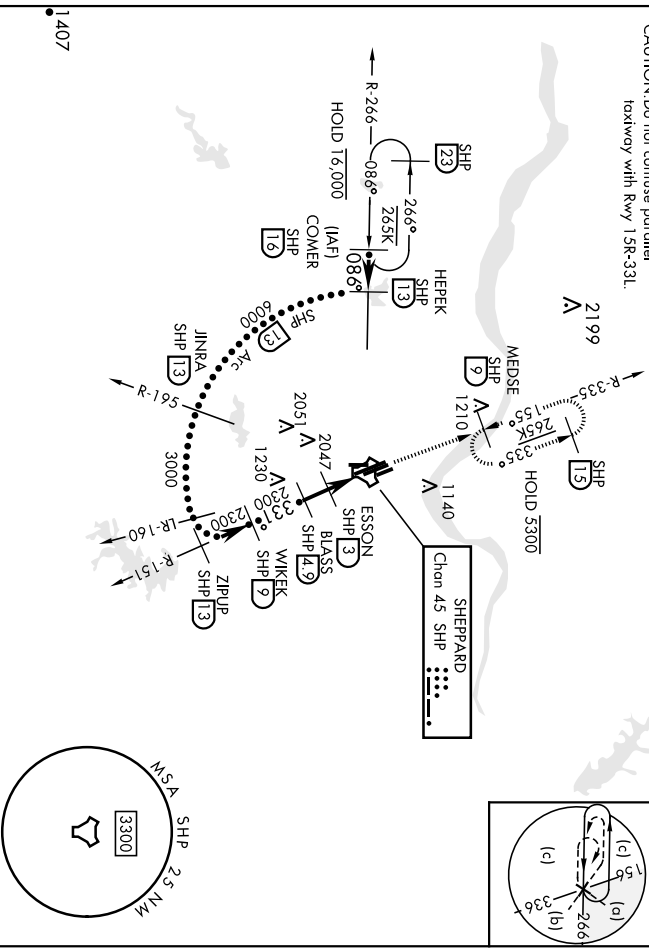 CAUTION: Do not confuse parallel
taxiway with Rwy 15R-33L.
1407
2199
R-266
HOLD 16,000
086°
266°
265K
SHP 23
(IAF)
COMER
SHP 16
086°
HEPEK
SHP 13
6000
SHP 13 Arc
JINRA
SHP 13
R-165
3000
LR-160
R-151
ZIPUP
SHP 13
2300
WIKEK
SHP 9
331°
2300
1230
BLASS
SHP 4.9
ESSON
SHP 3
2051
2047
1140
1210
MEDSE
SHP 9
R-335
155°
265K
335°
HOLD 5300
SHP 15
SHEPPARD
Chan 45 SHP
MSA SHP 25 NM
3300
(a)
(b)
(c)
(c)
156
336
266